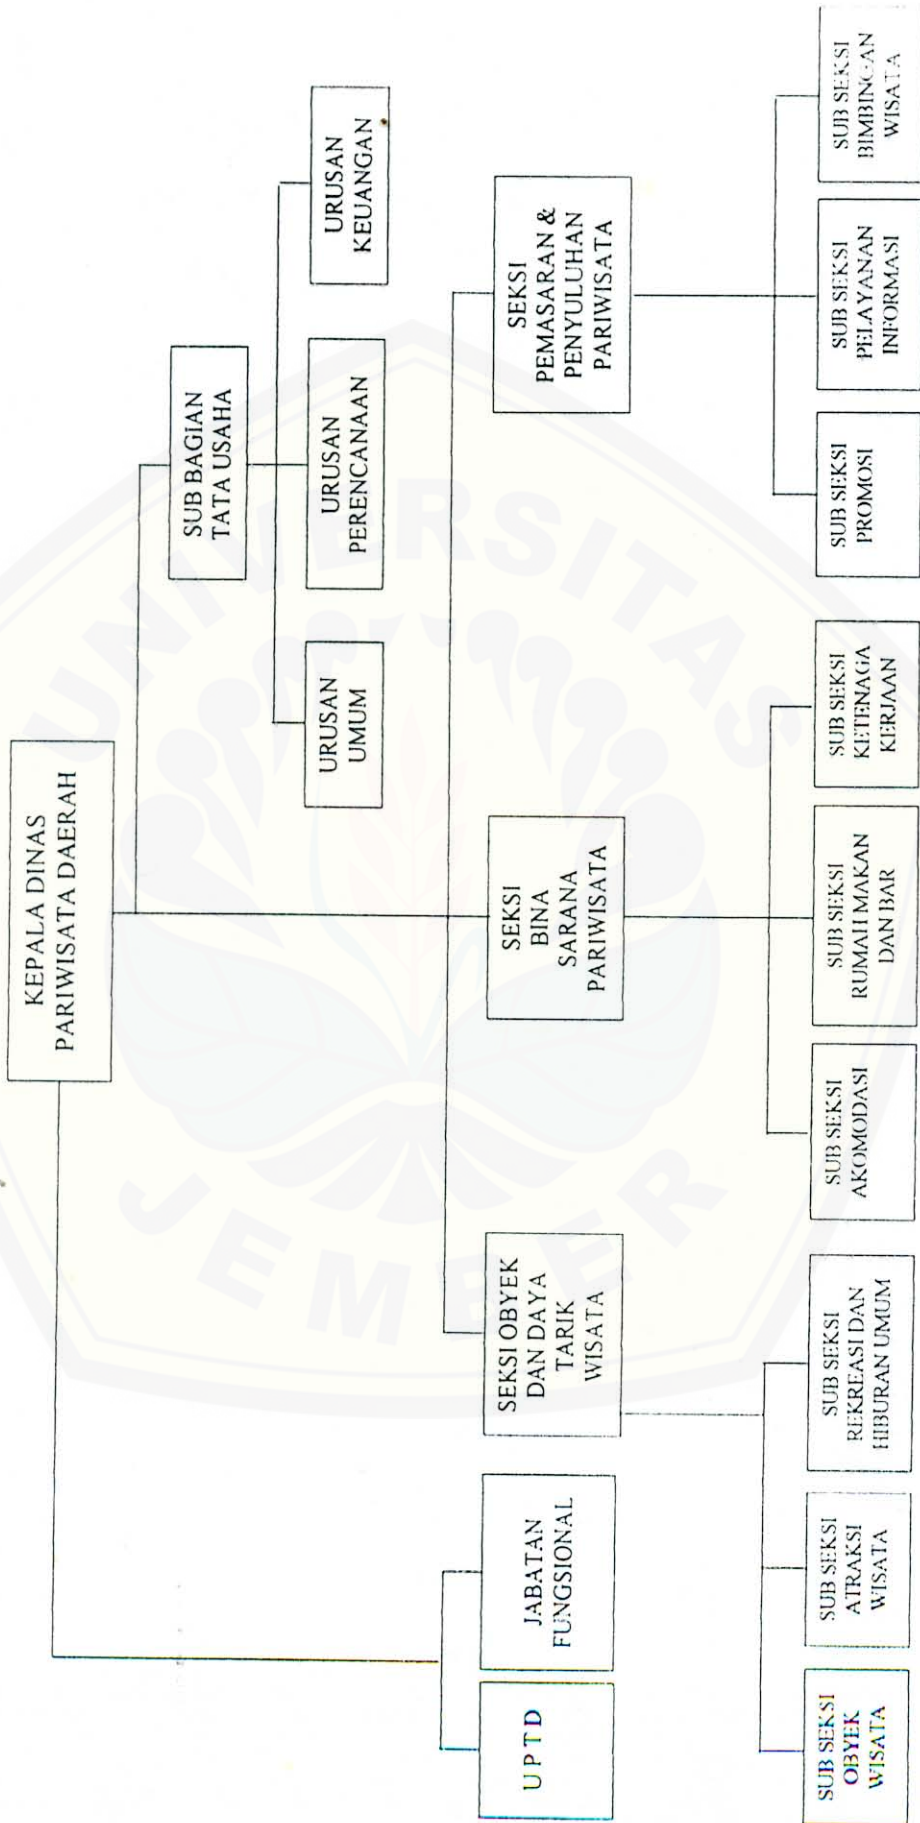 KEPALA DINAS
PARIWISATA DAERAH
SUB BAGIAN
TATA USAHA
URUSAN
UMUM
URUSAN
PERENCANAAN
URUSAN
KEUANGAN
U P T D
JABATAN
FUNGSIONAL
SEKSI OBYEK
DAN DAYA
TARIK
WISATA
SEKSI
BINA
SARANA
PARIWISATA
SEKSI
PEMASARAN &
PENYULUHAN
PARIWISATA
SUB SEKSI
OBYEK
WISATA
SUB SEKSI
ATRAKSI
WISATA
SUB SEKSI
REKREASI DAN
HIBURAN UMUM
SUB SEKSI
AKOMODASI
SUB SEKSI
RUMAH MAKAN
DAN BAR
SUB SEKSI
KETENAGA
KERJAAN
SUB SEKSI
PROMOSI
SUB SEKSI
PELAYANAN
INFORMASI
SUB SEKSI
BIMBINGAN
WISATA
UNIVERSITAS
JEMBER